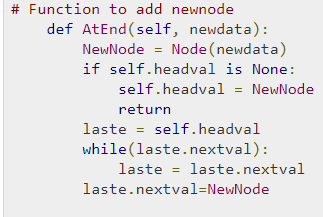 # Function to add newnode
def AtEnd(self, newdata):
NewNode = Node(newdata)
if self.headval is None:
self.headval = NewNode
return
laste = self.headval
while(laste.nextval):
laste = laste.nextval
laste.nextval=NewNode